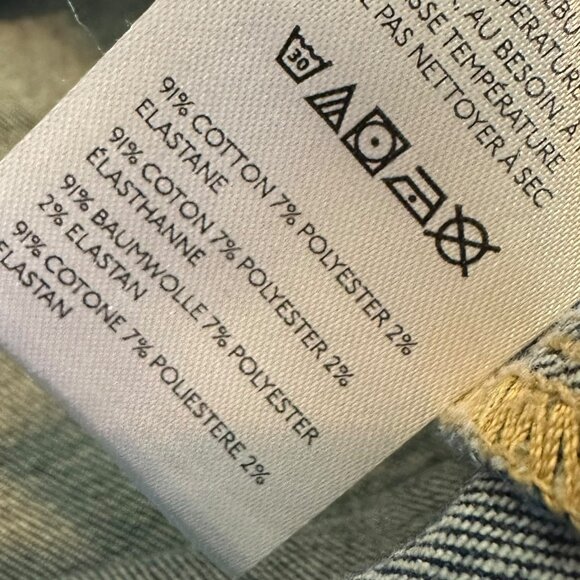 TEMPÉRATURE
, AU BESOIN À
SSE TEMPÉRATURE
E PAS NETTOYER À SEC
30
91% COTTON 7% POLYESTER 2%
ELASTANE
91% COTON 7% POLYESTER 2%
ÉLASTHANNE
91% BAUMWOLLE 7% POLYESTER
2% ELASTAN
91% COTONE 7% POLIESTERE 2%
ELASTAN